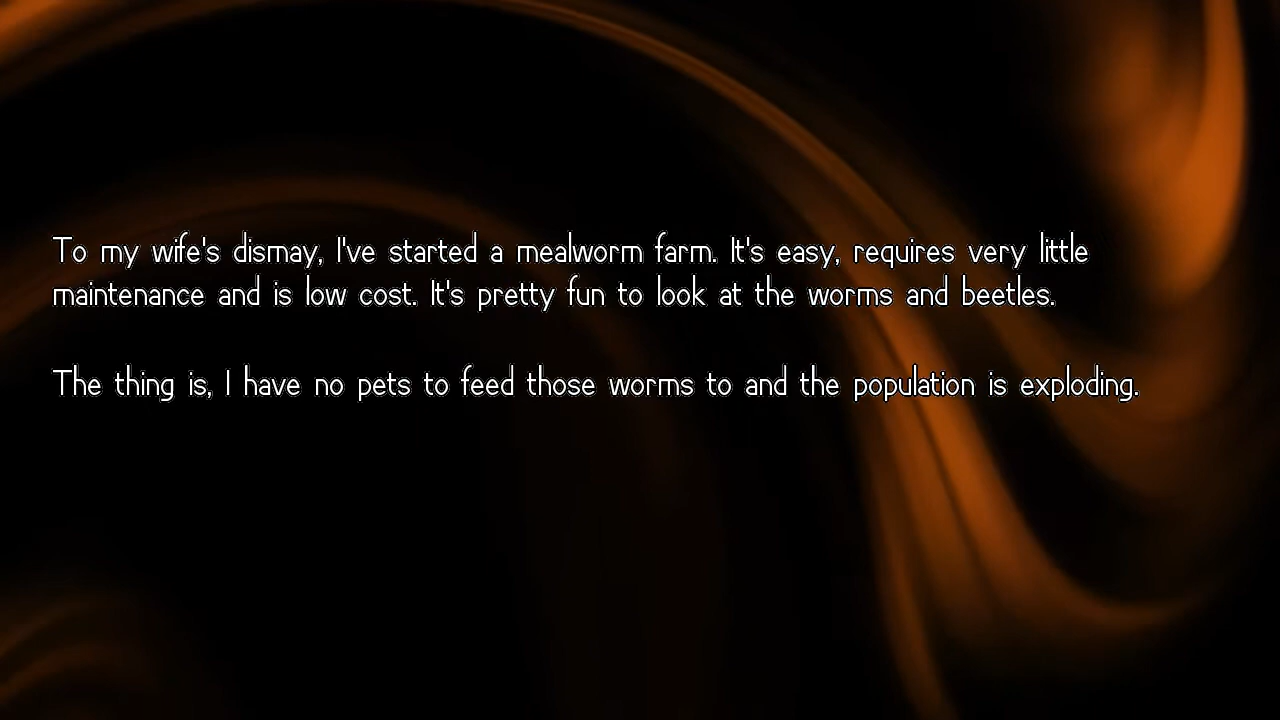 To my wife's dismay, I've started a mealworm farm. It's easy, requires very little
maintenance and is low cost. It's pretty fun to look at the worms and beetles.
The thing is, I have no pets to feed those worms to and the population is exploding.